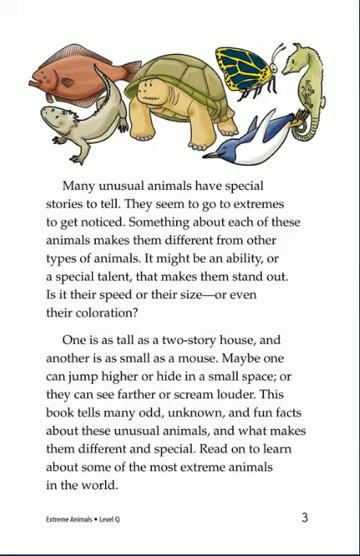 Many unusual animals have special
stories to tell. They seem to go to extremes
to get noticed. Something about each of these
animals makes them different from other
types of animals. It might be an ability, or
a special talent, that makes them stand out.
Is it their speed or their size—or even
their coloration?
One is as tall as a two-story house, and
another is as small as a mouse. Maybe one
can jump higher or hide in a small space; or
they can see farther or scream louder. This
book tells many odd, unknown, and fun facts
about these unusual animals, and what makes
them different and special. Read on to learn
about some of the most extreme animals
in the world.
Extreme Animals • Level Q
3